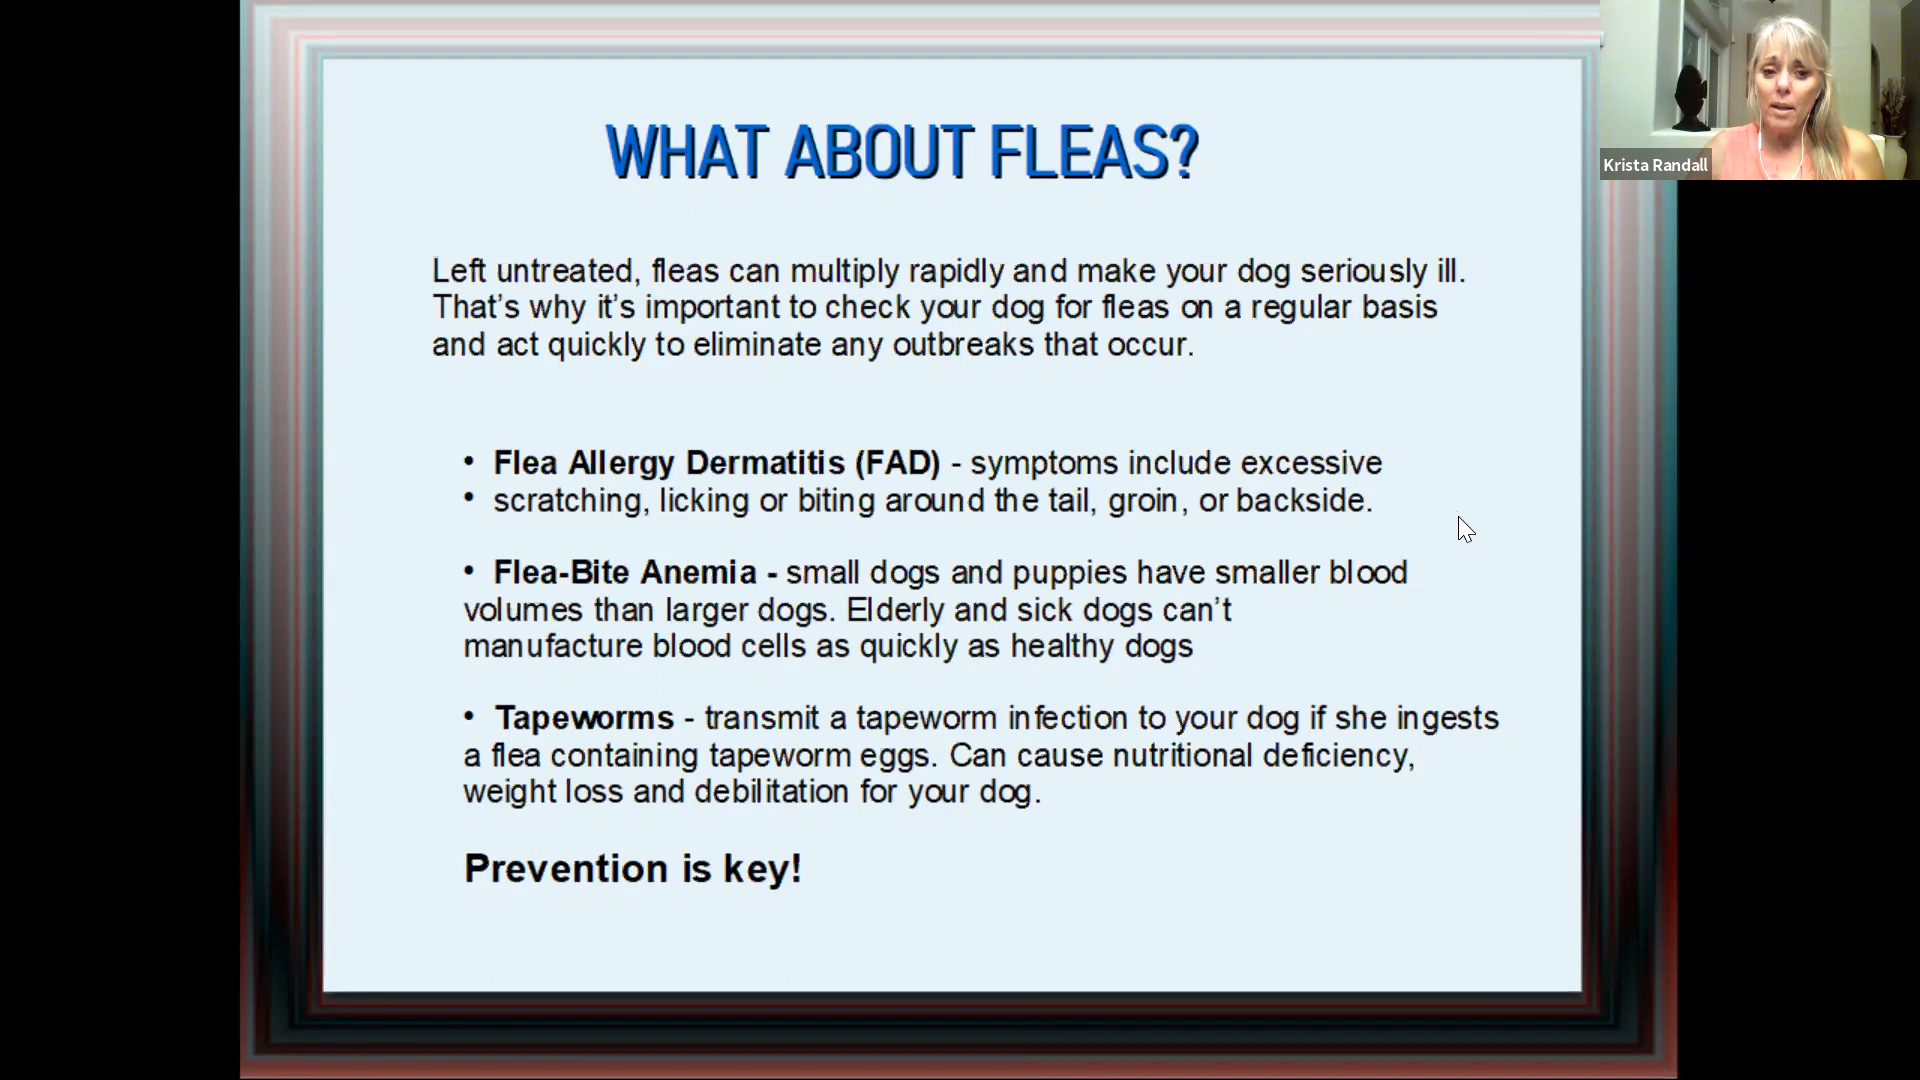 WHAT ABOUT FLEAS?
Krista Randall
Left untreated, fleas can multiply rapidly and make your dog seriously ill.
That's why it's important to check your dog for fleas on a regular basis
and act quickly to eliminate any outbreaks that occur.
• Flea Allergy Dermatitis (FAD) - symptoms include excessive
• scratching, licking or biting around the tail, groin, or backside.
• Flea-Bite Anemia - small dogs and puppies have smaller blood
volumes than larger dogs. Elderly and sick dogs can't
manufacture blood cells as quickly as healthy dogs
• Tapeworms - transmit a tapeworm infection to your dog if she ingests
a flea containing tapeworm eggs. Can cause nutritional deficiency,
weight loss and debilitation for your dog.
Prevention is key!